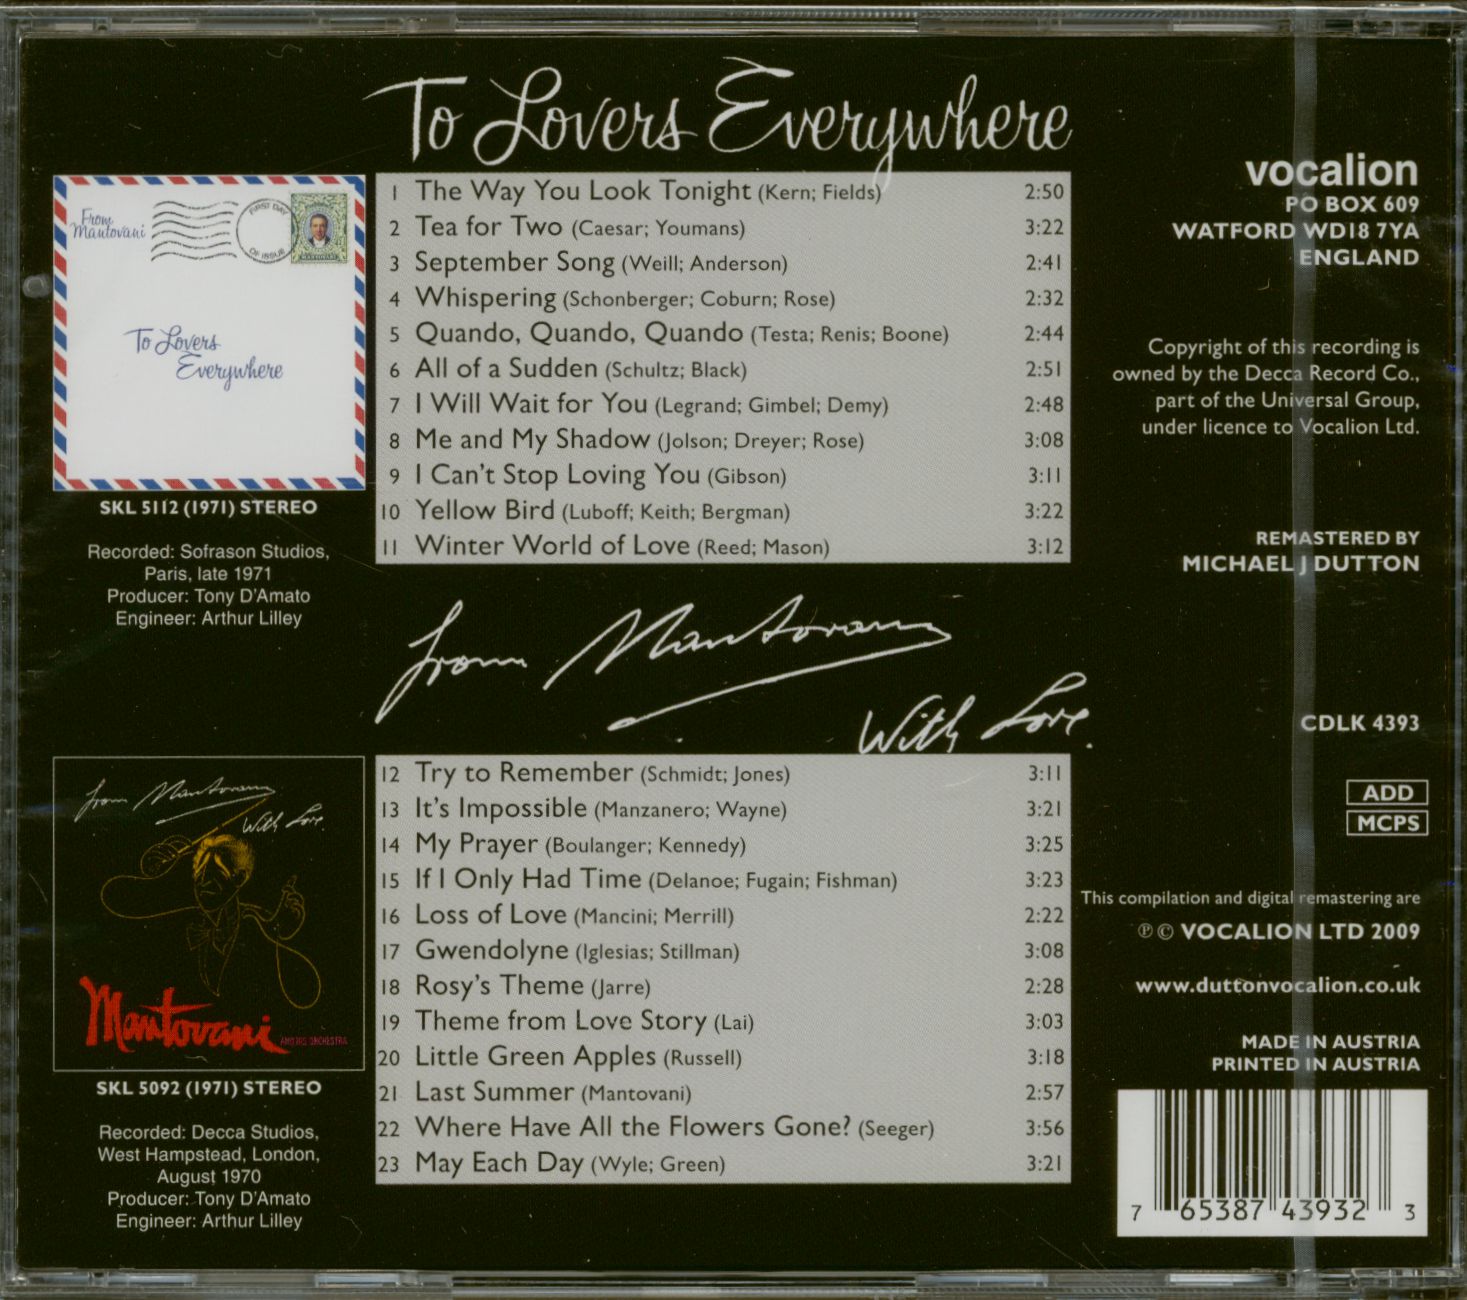 To Lovers Everywhere
From
Mantovani
FIRST DAY
OF ISSUE
MANTOVANI
To Lovers
Everywhere
SKL 5112 (1971) STEREO
Recorded: Sofrason Studios,
Paris, late 1971
Producer: Tony D'Amato
Engineer: Arthur Lilley
1 The Way You Look Tonight (Kern; Fields) 2:50
2 Tea for Two (Caesar; Youmans) 3:22
3 September Song (Weill; Anderson) 2:41
4 Whispering (Schonberger; Coburn; Rose) 2:32
5 Quando, Quando, Quando (Testa; Renis; Boone) 2:44
6 All of a Sudden (Schultz; Black) 2:51
7 I Will Wait for You (Legrand; Gimbel; Demy) 2:48
8 Me and My Shadow (Jolson; Dreyer; Rose) 3:08
9 I Can't Stop Loving You (Gibson) 3:11
10 Yellow Bird (Luboff; Keith; Bergman) 3:22
11 Winter World of Love (Reed; Mason) 3:12
from Mantovani
With Love.
from Mantovani
With Love.
Mantovani
AND HIS ORCHESTRA
SKL 5092 (1971) STEREO
Recorded: Decca Studios,
West Hampstead, London,
August 1970
Producer: Tony D'Amato
Engineer: Arthur Lilley
12 Try to Remember (Schmidt; Jones) 3:11
13 It's Impossible (Manzanero; Wayne) 3:21
14 My Prayer (Boulanger; Kennedy) 3:25
15 If I Only Had Time (Delanoe; Fugain; Fishman) 3:23
16 Loss of Love (Mancini; Merrill) 2:22
17 Gwendolyne (Iglesias; Stillman) 3:08
18 Rosy's Theme (Jarre) 2:28
19 Theme from Love Story (Lai) 3:03
20 Little Green Apples (Russell) 3:18
21 Last Summer (Mantovani) 2:57
22 Where Have All the Flowers Gone? (Seeger) 3:56
23 May Each Day (Wyle; Green) 3:21
vocalion
PO BOX 609
WATFORD WD18 7YA
ENGLAND
Copyright of this recording is
owned by the Decca Record Co.,
part of the Universal Group,
under licence to Vocalion Ltd.
REMASTERED BY
MICHAEL J DUTTON
CDLK 4393
ADD
MCPS
This compilation and digital remastering are
℗ © VOCALION LTD 2009
www.duttonvocalion.co.uk
MADE IN AUSTRIA
PRINTED IN AUSTRIA
7 65387 43932 3